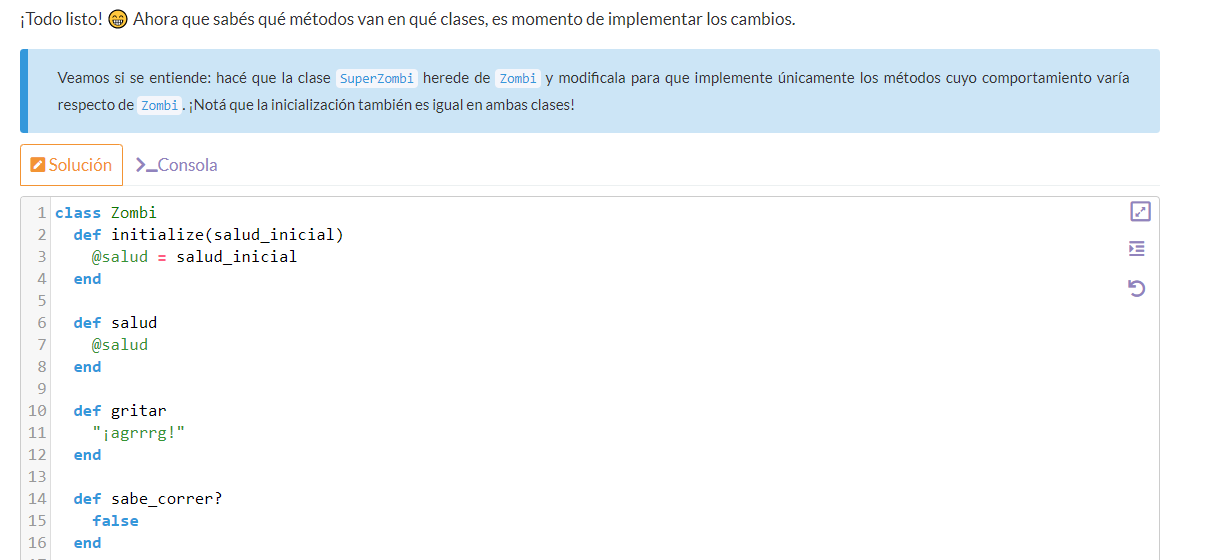 ¡Todo listo! 😁 Ahora que sabés qué métodos van en qué clases, es momento de implementar los cambios.
Veamos si se entiende: hacé que la clase SuperZombi herede de Zombi y modificala para que implemente únicamente los métodos cuyo comportamiento varía
respecto de Zombi. ¡Notá que la inicialización también es igual en ambas clases!
Solución >_Consola
1 class Zombi
2   def initialize(salud_inicial)
3     @salud = salud_inicial
4   end
5
6   def salud
7     @salud
8   end
9
10   def gritar
11     "¡agrrrg!"
12   end
13
14   def sabe_correr?
15     false
16   end